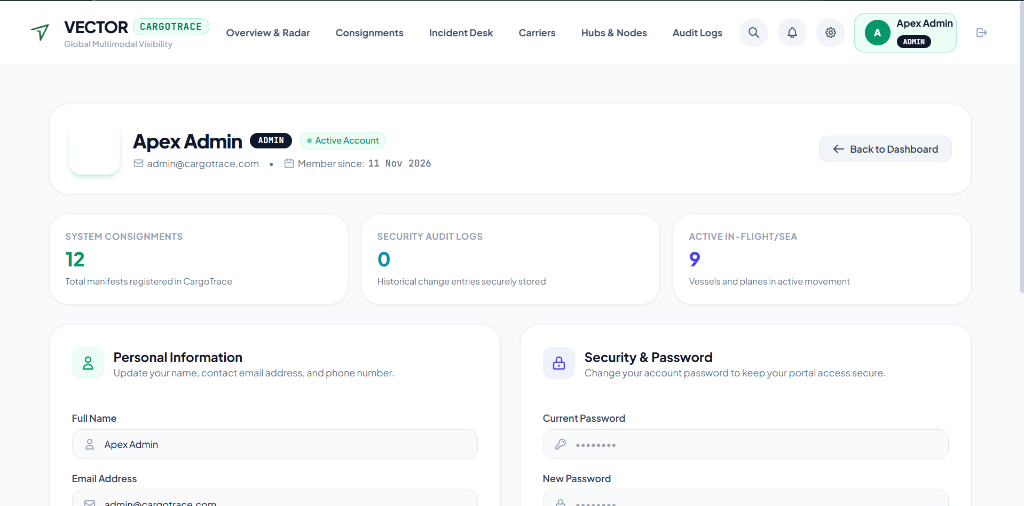 VECTOR CARGOTRACE
Global Multimodal Visibility
Overview & Radar
Consignments
Incident Desk
Carriers
Hubs & Nodes
Audit Logs
A
Apex Admin
ADMIN
Apex Admin ADMIN Active Account
admin@cargotrace.com • Member since: 11 Nov 2026
Back to Dashboard
SYSTEM CONSIGNMENTS
12
Total manifests registered in CargoTrace
SECURITY AUDIT LOGS
0
Historical change entries securely stored
ACTIVE IN-FLIGHT/SEA
9
Vessels and planes in active movement
Personal Information
Update your name, contact email address, and phone number.
Full Name
Apex Admin
Email Address
admin@cargotrace.com
Security & Password
Change your account password to keep your portal access secure.
Current Password
••••••••
New Password
••••••••